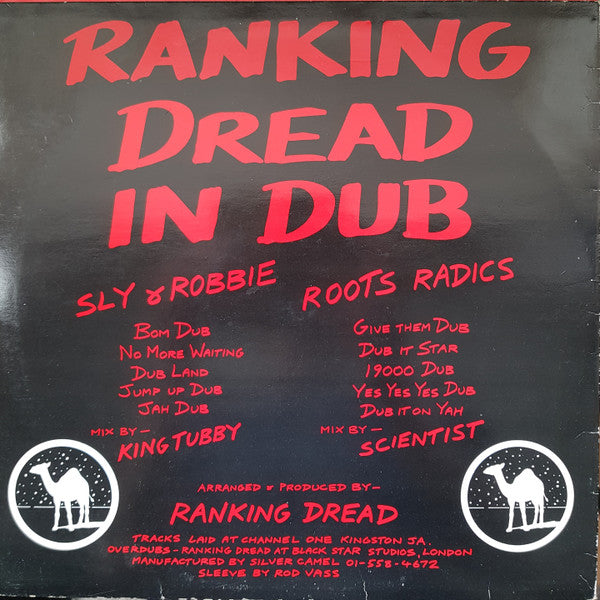 RANKING
DREAD
IN DUB
SLY & ROBBIE
BOM DUB
NO MORE WAITING
DUB LAND
JUMP UP DUB
JAH DUB
MIX BY -
KING TUBBY
ROOTS RADICS
GIVE THEM DUB
DUB IT STAR
19000 DUB
YES YES YES DUB
DUB IT ON YAH
MIX BY -
SCIENTIST
ARRANGED & PRODUCED BY -
RANKING DREAD
TRACKS LAID AT CHANNEL ONE KINGSTON JA.
OVERDUBS - RANKING DREAD AT BLACK STAR STUDIOS, LONDON
MANUFACTURED BY SILVER CAMEL 01-558-4672
SLEEVE BY ROD VASS